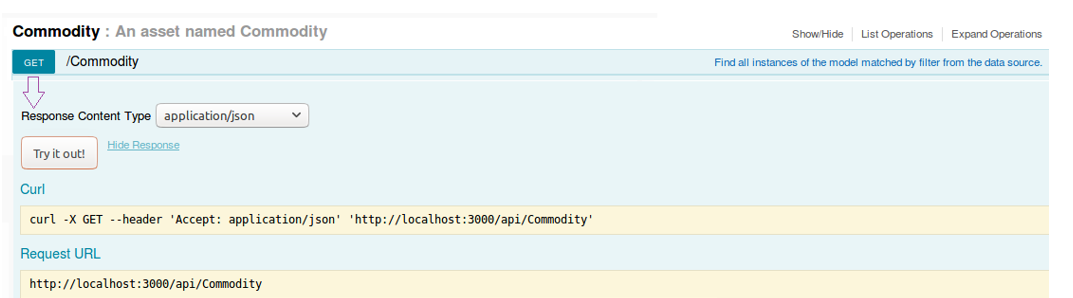 Commodity : An asset named Commodity
Show/Hide List Operations Expand Operations
GET /Commodity Find all instances of the model matched by filter from the data source.
Response Content Type application/json
Try it out! Hide Response
Curl
curl -X GET --header 'Accept: application/json' 'http://localhost:3000/api/Commodity'
Request URL
http://localhost:3000/api/Commodity